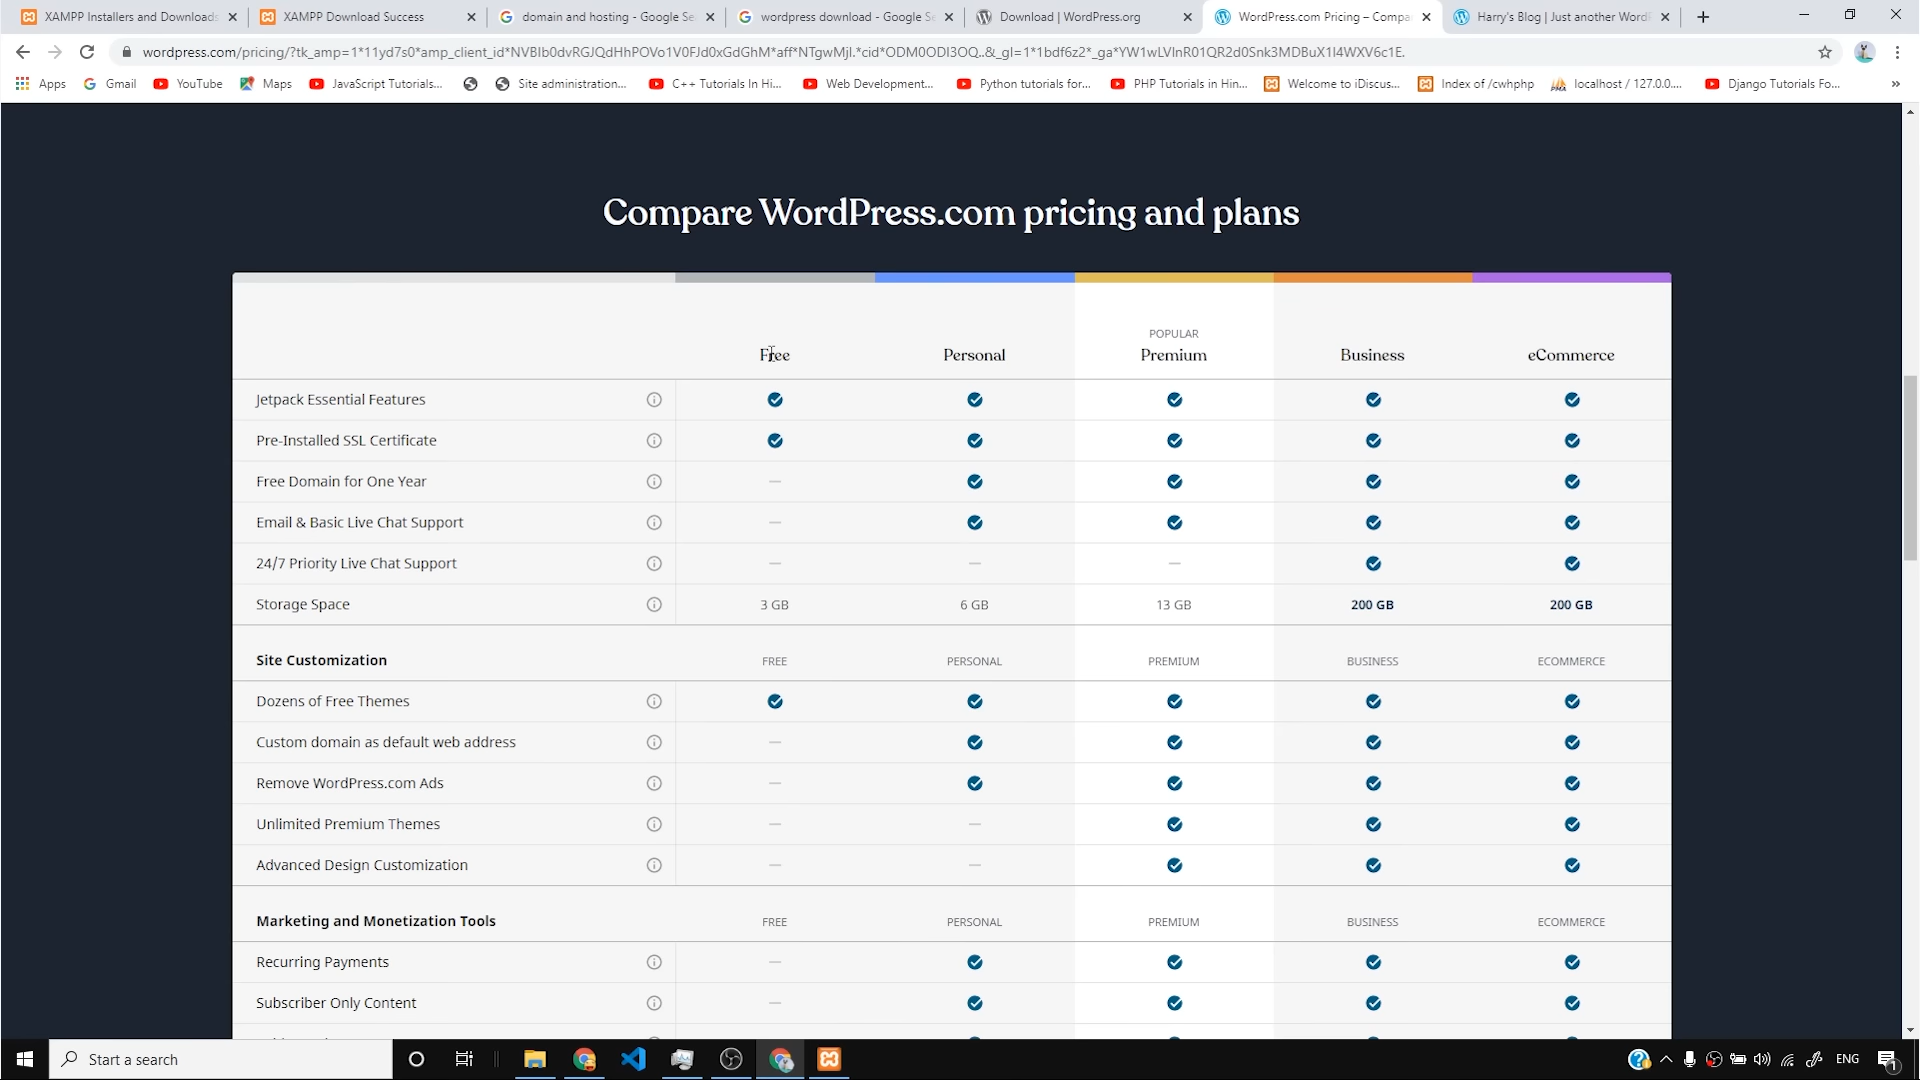 XAMPP Installers and Downloads
XAMPP Download Success
domain and hosting - Google Se
wordpress download - Google Se
Download | WordPress.org
WordPress.com Pricing – Compa
Harry's Blog | Just another Word
wordpress.com/pricing/?tk_amp=1*11yd7s0*amp_client_id*NVBIb0dvRGJQdHhPOVo1V0FJd0xGdGhM*aff*NTgwMjI.*cid*ODM0ODI3OQ..&_gl=1*1bdf6z2*_ga*YW1wLVlnR01QR2d0Snk3MDBuX1l4WXV6c1E.
Apps
Gmail
YouTube
Maps
JavaScript Tutorials...
Site administration...
C++ Tutorials In Hi...
Web Development...
Python tutorials for...
PHP Tutorials in Hin...
Welcome to iDiscus...
Index of /cwhphp
localhost / 127.0.0....
Django Tutorials Fo...
»
Compare WordPress.com pricing and plans
POPULAR
Free Personal Premium Business eCommerce
Jetpack Essential Features
Pre-Installed SSL Certificate
Free Domain for One Year — 
Email & Basic Live Chat Support —
24/7 Priority Live Chat Support — — —
Storage Space 3 GB 6 GB 13 GB 200 GB 200 GB
Site Customization FREE PERSONAL PREMIUM BUSINESS ECOMMERCE
Dozens of Free Themes
Custom domain as default web address —
Remove WordPress.com Ads —
Unlimited Premium Themes — —
Advanced Design Customization — —
Marketing and Monetization Tools FREE PERSONAL PREMIUM BUSINESS ECOMMERCE
Recurring Payments —
Subscriber Only Content —
Start a search
ENG
1